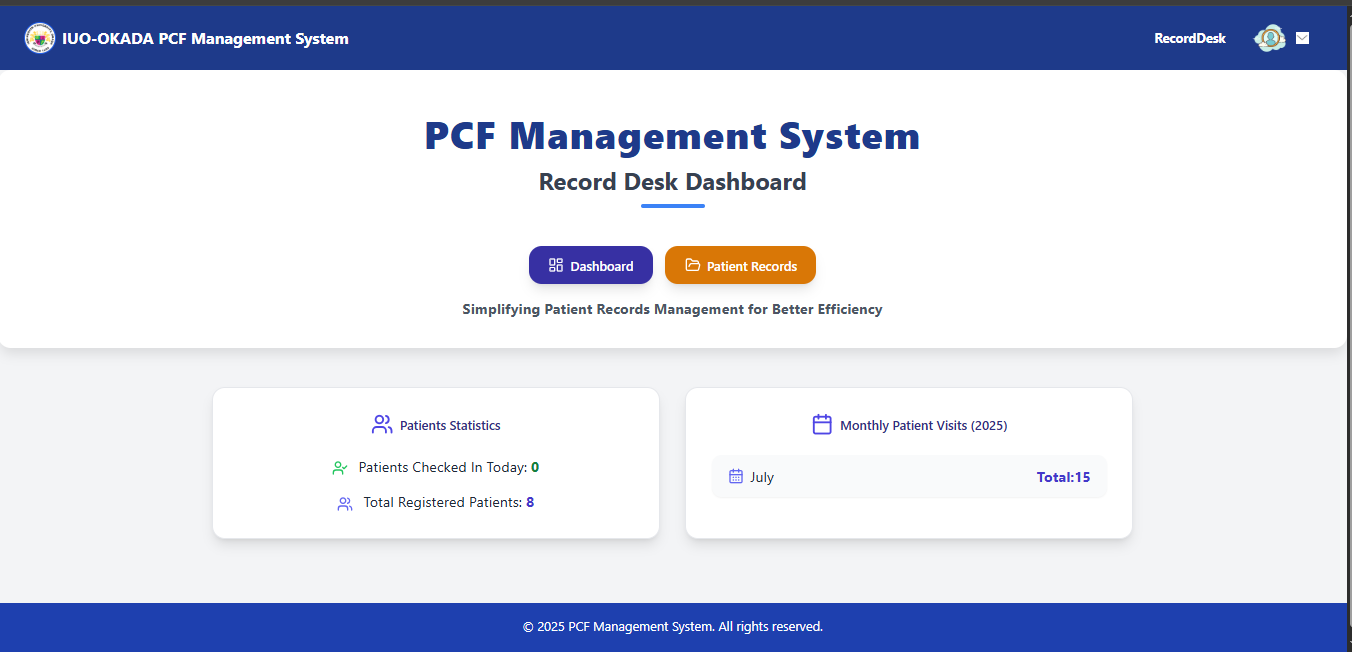 IUO-OKADA PCF Management System
RecordDesk
PCF Management System
Record Desk Dashboard
Dashboard
Patient Records
Simplifying Patient Records Management for Better Efficiency
Patients Statistics
Patients Checked In Today: 0
Total Registered Patients: 8
Monthly Patient Visits (2025)
July
Total:15
© 2025 PCF Management System. All rights reserved.